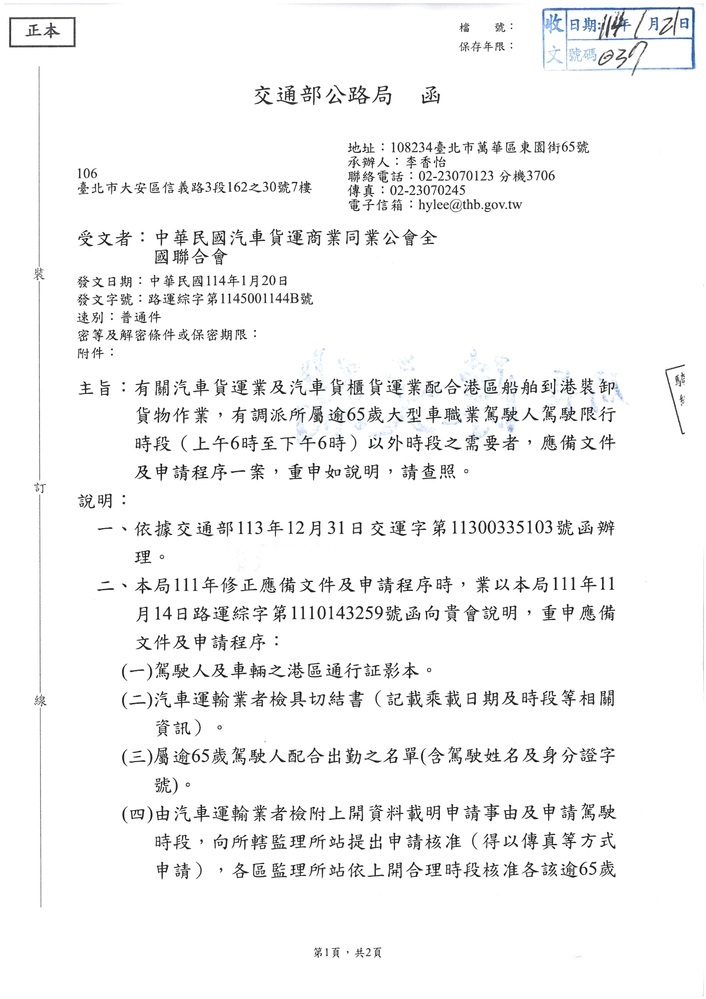 正本
檔　　號：
保存年限：
收文
日期:114年1月21日
號碼037
交通部公路局　函
地址：108234臺北市萬華區東園街65號
承辦人：李香怡
聯絡電話：02-23070123 分機3706
傳真：02-23070245
電子信箱：hylee@thb.gov.tw
106
臺北市大安區信義路3段162之30號7樓
受文者：中華民國汽車貨運商業同業公會全
國聯合會
發文日期：中華民國114年1月20日
發文字號：路運綜字第1145001144B號
速別：普通件
密等及解密條件或保密期限：
附件：
主旨：有關汽車貨運業及汽車貨櫃貨運業配合港區船舶到港裝卸
貨物作業，有調派所屬逾65歲大型車職業駕駛人駕駛限行
時段（上午6時至下午6時）以外時段之需要者，應備文件
及申請程序一案，重申如說明，請查照。
說明：
一、依據交通部113年12月31日交運字第11300335103號函辦
理。
二、本局111年修正應備文件及申請程序時，業以本局111年11
月14日路運綜字第1110143259號函向貴會說明，重申應備
文件及申請程序：
(一)駕駛人及車輛之港區通行証影本。
(二)汽車運輸業者檢具切結書（記載乘載日期及時段等相關
資訊）。
(三)屬逾65歲駕駛人配合出勤之名單(含駕駛姓名及身分證字
號)。
(四)由汽車運輸業者檢附上開資料載明申請事由及申請駕駛
時段，向所轄監理所站提出申請核准（得以傳真等方式
申請），各區監理所站依上開合理時段核准各該逾65歲
裝
訂
線
第1頁，共2頁